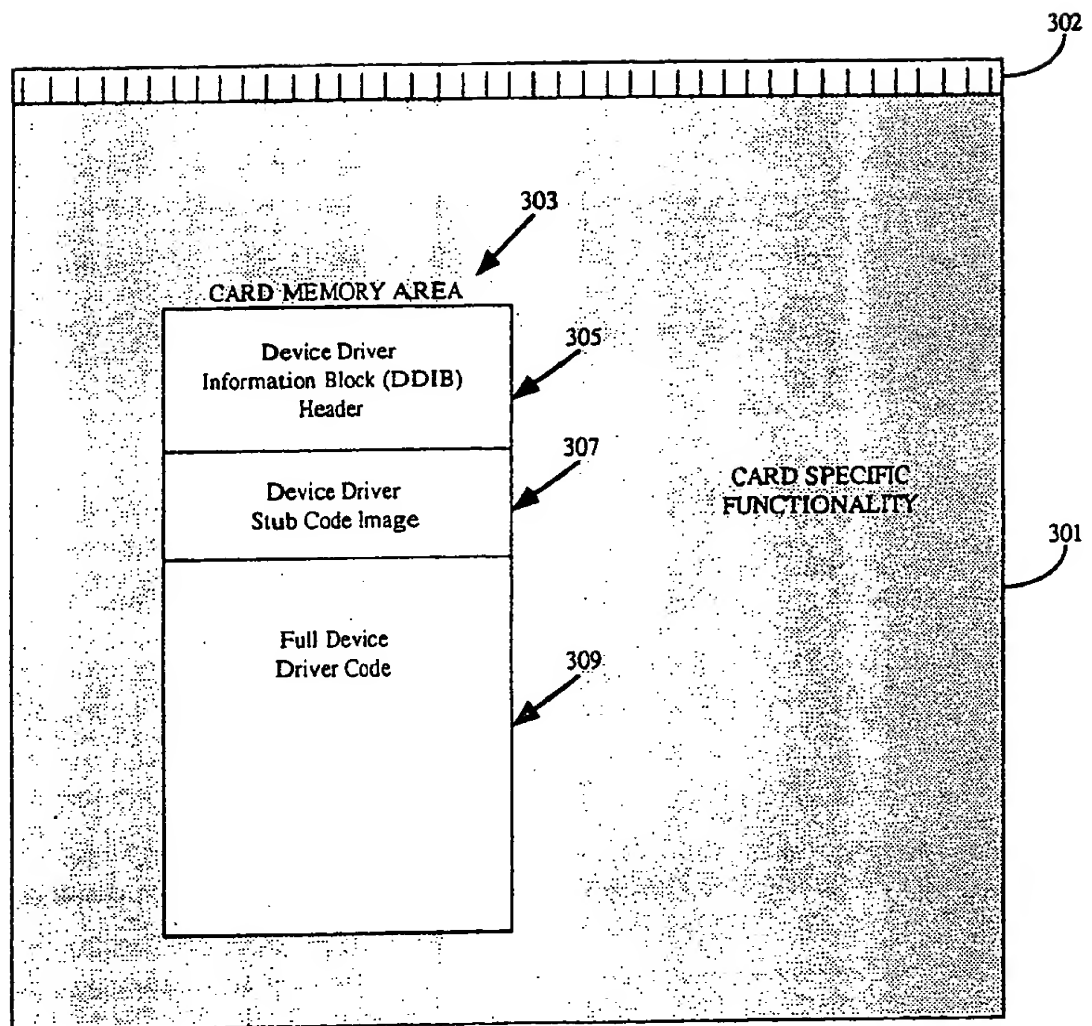 302
303
CARD MEMORY AREA
Device Driver
Information Block (DDIB)
Header
305
307
Device Driver
Stub Code Image
CARD SPECIFIC
FUNCTIONALITY
301
Full Device
Driver Code
309